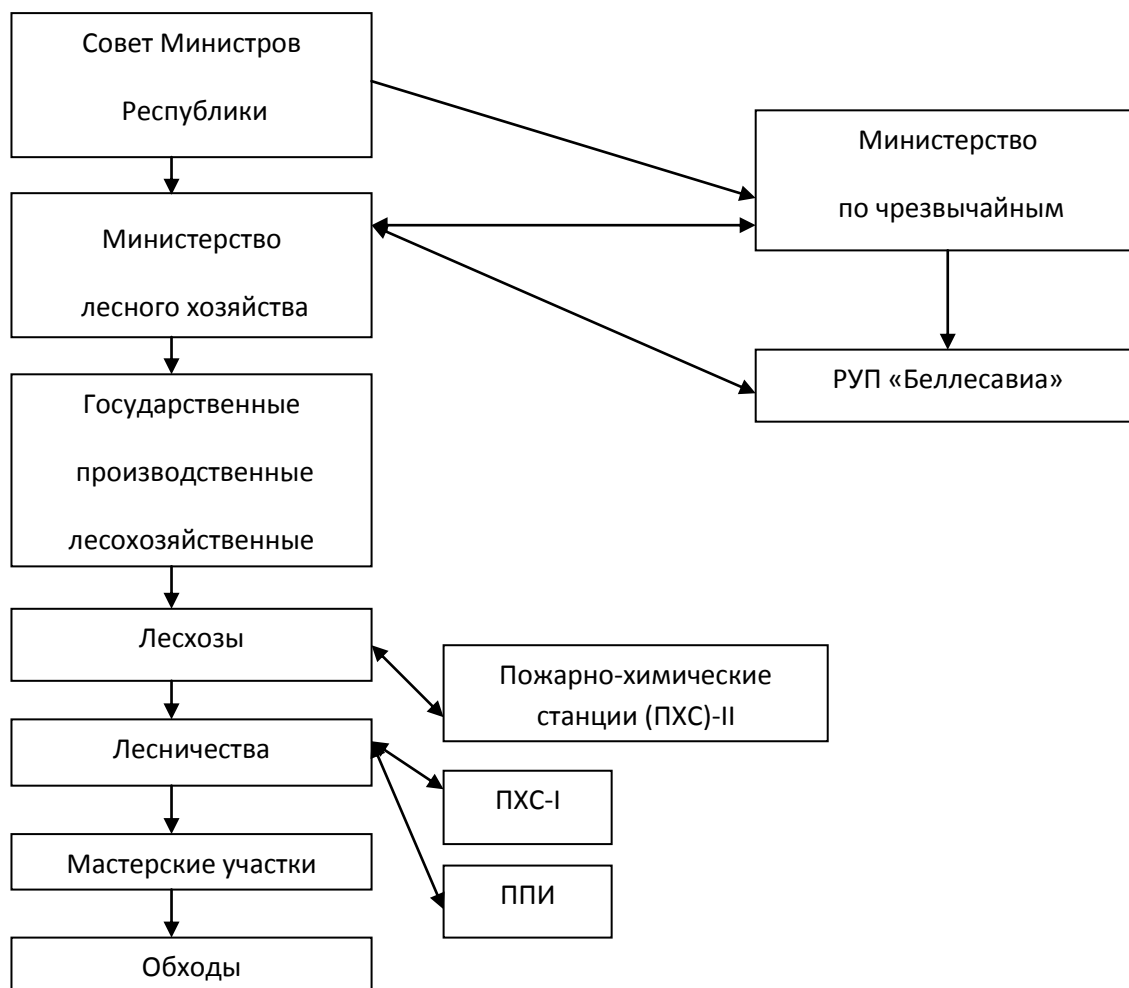 Совет Министров
Республики
Министерство
по чрезвычайным
Министерство
лесного хозяйства
РУП «Беллесавиа»
Государственные
производственные
лесохозяйственные
Лесхозы
Пожарно-химические
станции (ПХС)-II
Лесничества
ПХС-I
Мастерские участки
ППИ
Обходы